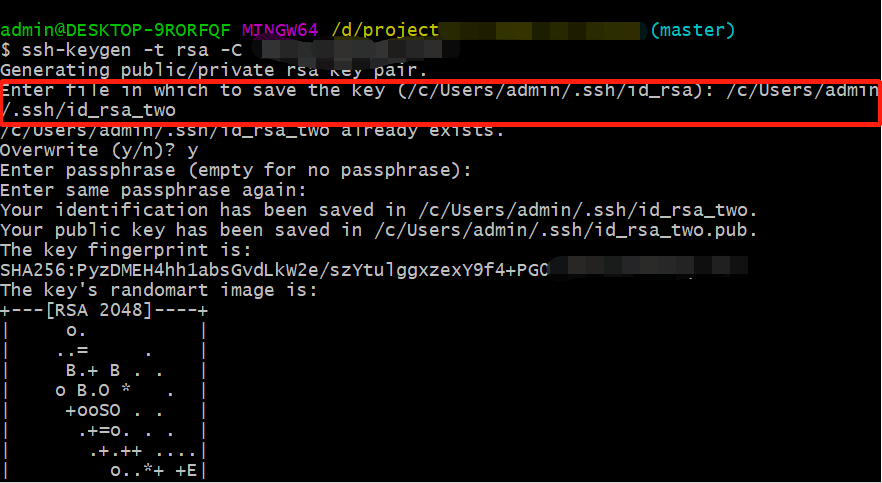 admin@DESKTOP-9RORFQF MINGW64 /d/project (master)
$ ssh-keygen -t rsa -C
Generating public/private rsa key pair.
Enter file in which to save the key (/c/Users/admin/.ssh/id_rsa): /c/Users/admin
/.ssh/id_rsa_two
/c/Users/admin/.ssh/id_rsa_two already exists.
Overwrite (y/n)? y
Enter passphrase (empty for no passphrase):
Enter same passphrase again:
Your identification has been saved in /c/Users/admin/.ssh/id_rsa_two.
Your public key has been saved in /c/Users/admin/.ssh/id_rsa_two.pub.
The key fingerprint is:
SHA256:PyzDMEH4hh1absGvdLkW2e/szYtulggxzexY9f4+PGO
The key's randomart image is:
+---[RSA 2048]----+
|     o.          |
|    ..=     .    |
|     B.+ B . .   |
|    o B.O *   .  |
|     +ooSO . .   |
|      .+=o. . .  |
|       .+.++ ....|
|         o..*+ +E|